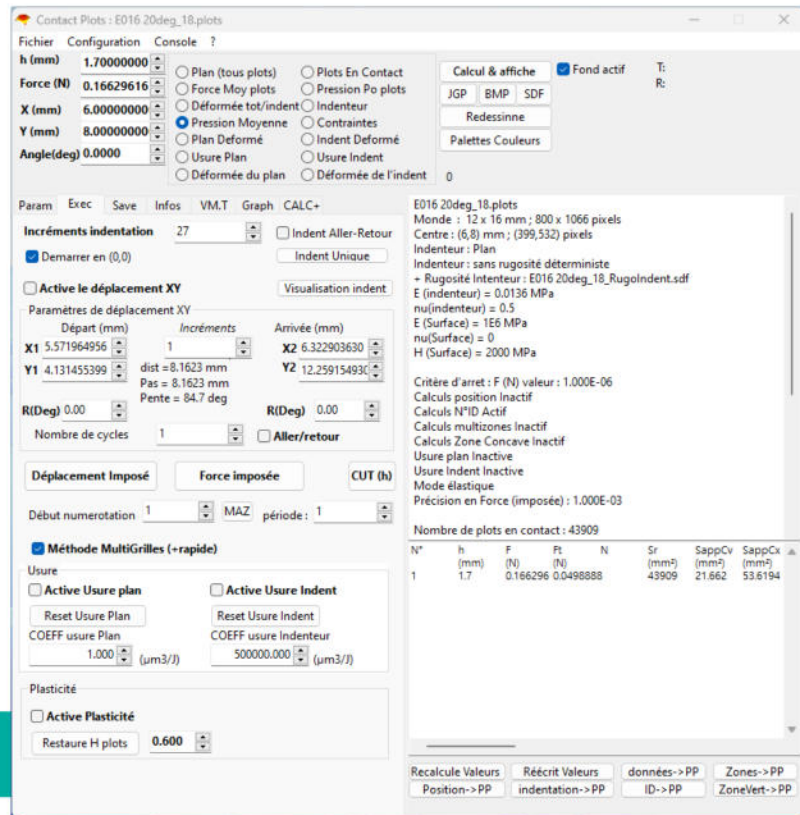 Contact Plots : E016 20deg_18.plots
Fichier Configuration Console ?
h (mm) 1.70000000
Force (N) 0.16629616
X (mm) 6.00000000
Y (mm) 8.00000000
Angle(deg) 0.0000
Plan (tous plots) Plots En Contact
Force Moy plots Pression Po plots
Déformée tot/indent Indenteur
Pression Moyenne Contraintes
Plan Deformé Indent Deformé
Usure Plan Usure Indent
Déformée du plan Déformée de l'indent
Calcul & affiche Fond actif T:
R:
JGP BMP SDF
Redessinne
Palettes Couleurs
0
Param Exec Save Infos VM.T Graph CALC+
Incréments indentation 27 Indent Aller-Retour
Demarrer en (0,0) Indent Unique
Active le déplacement XY Visualisation indent
Paramètres de déplacement XY
Départ (mm) Incréments Arrivée (mm)
X1 5.571964956 1 X2 6.322903630
Y1 4.131455399 dist =8.1623 mm Y2 12.259154930
Pas = 8.1623 mm
Pente = 84.7 deg
R(Deg) 0.00 R(Deg) 0.00
Nombre de cycles 1 Aller/retour
Déplacement Imposé Force imposée CUT (h)
Début numerotation 1 MAZ période : 1
Méthode MultiGrilles (+rapide)
Usure
Active Usure plan Active Usure Indent
Reset Usure Plan Reset Usure Indent
COEFF usure Plan COEFF usure Indenteur
1.000 (µm3/J) 500000.000 (µm3/J)
Plasticité
Active Plasticité
Restaure H plots 0.600
E016 20deg_18.plots
Monde : 12 x 16 mm ; 800 x 1066 pixels
Centre : (6,8) mm ; (399,532) pixels
Indenteur : Plan
Indenteur : sans rugosité déterministe
+ Rugosité Intenteur : E016 20deg_18_RugoIndent.sdf
E (indenteur) = 0.0136 MPa
nu(indenteur) = 0.5
E (Surface) = 1E6 MPa
nu(Surface) = 0
H (Surface) = 2000 MPa
Critère d'arret : F (N) valeur : 1.000E-06
Calculs position Inactif
Calculs N°ID Actif
Calculs multizones Inactif
Calculs Zone Concave Inactif
Usure plan Inactive
Usure Indent Inactive
Mode élastique
Précision en Force (imposée) : 1.000E-03
Nombre de plots en contact : 43909
N° h F Ft N Sr SappCv SappCx
(mm) (N) (N) (mm²) (mm²) (mm²)
1 1.7 0.166296 0.0498888 43909 21.662 53.6194
Recalcule Valeurs Réécrit Valeurs données->PP Zones->PP
Position->PP indentation->PP ID->PP ZoneVert->PP